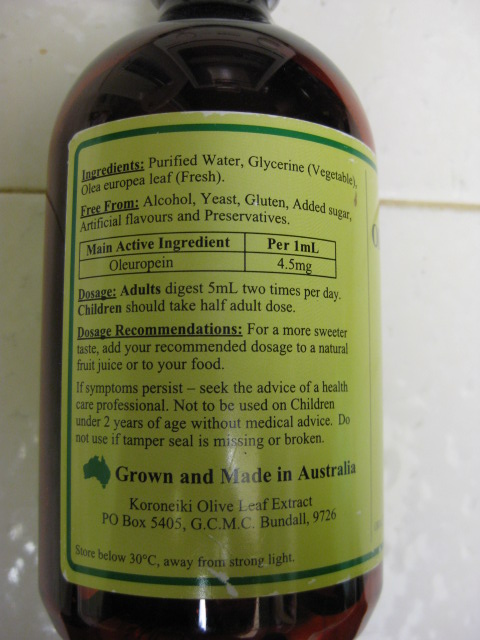 Ingredients: Purified Water, Glycerine (Vegetable),
Olea europea leaf (Fresh).
Free From: Alcohol, Yeast, Gluten, Added sugar,
Artificial flavours and Preservatives.
Main Active Ingredient Per 1mL
Oleuropein 4.5mg
Dosage: Adults digest 5mL two times per day.
Children should take half adult dose.
Dosage Recommendations: For a more sweeter
taste, add your recommended dosage to a natural
fruit juice or to your food.
If symptoms persist – seek the advice of a health
care professional. Not to be used on Children
under 2 years of age without medical advice. Do
not use if tamper seal is missing or broken.
Grown and Made in Australia
Koroneiki Olive Leaf Extract
PO Box 5405, G.C.M.C. Bundall, 9726
Store below 30°C, away from strong light.